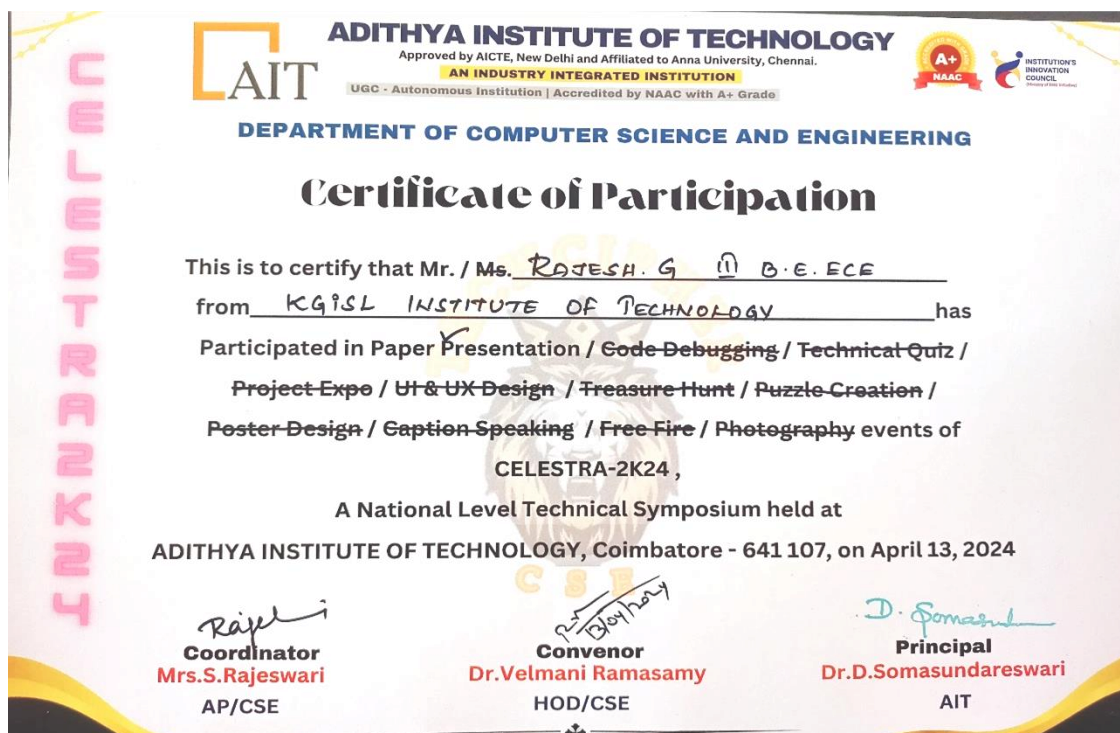 ADITHYA INSTITUTE OF TECHNOLOGY
Approved by AICTE, New Delhi and Affiliated to Anna University, Chennai.
AN INDUSTRY INTEGRATED INSTITUTION
UGC - Autonomous Institution | Accredited by NAAC with A+ Grade
AIT
A+
NAAC
INSTITUTION'S
INNOVATION
COUNCIL
CELESTRA2K24
DEPARTMENT OF COMPUTER SCIENCE AND ENGINEERING
Certificate of Participation
This is to certify that Mr. / Ms. RAJESH. G III B.E. ECE
from KGiSL INSTITUTE OF TECHNOLOGY has
Participated in Paper Presentation / Code Debugging / Technical Quiz /
Project Expo / UI & UX Design / Treasure Hunt / Puzzle Creation /
Poster Design / Caption Speaking / Free Fire / Photography events of
CELESTRA-2K24 ,
A National Level Technical Symposium held at
ADITHYA INSTITUTE OF TECHNOLOGY, Coimbatore - 641 107, on April 13, 2024
CSE
13/04/2024
D. Somasund
Coordinator
Mrs.S.Rajeswari
AP/CSE
Convenor
Dr.Velmani Ramasamy
HOD/CSE
Principal
Dr.D.Somasundareswari
AIT